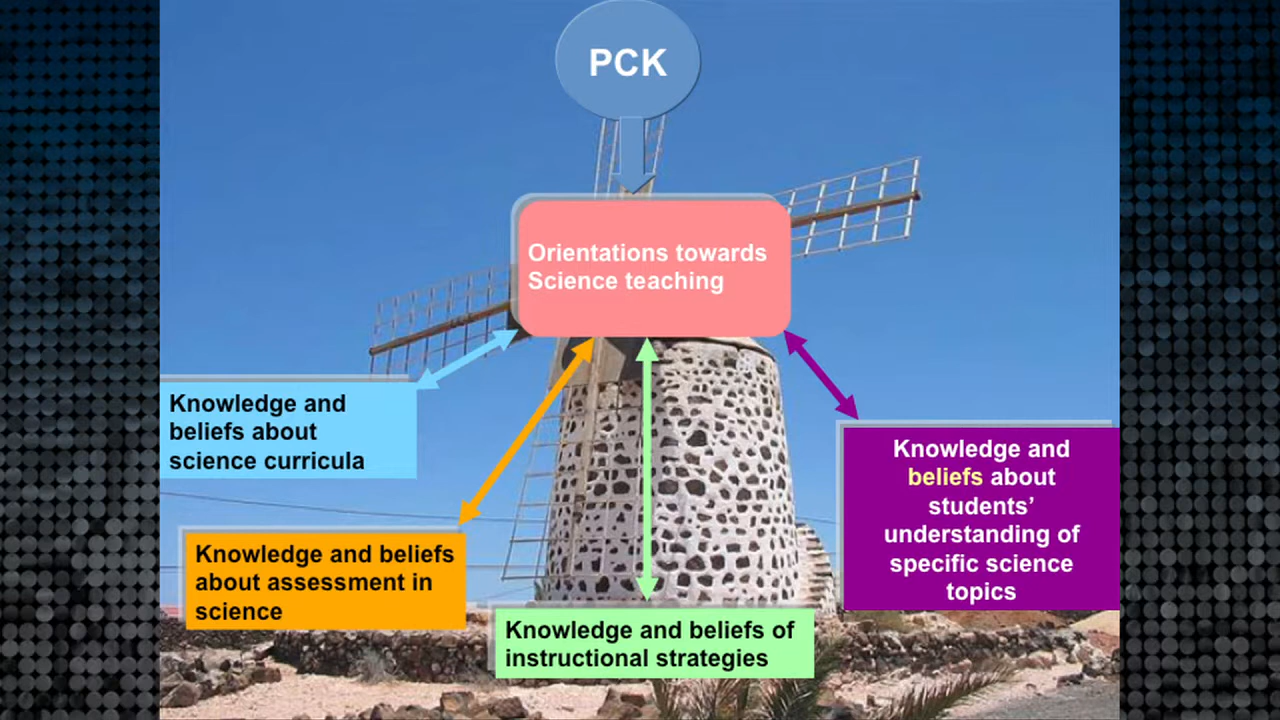 PCK
Orientations towards
Science teaching
Knowledge and
beliefs about
science curricula
Knowledge and beliefs
about assessment in
science
Knowledge and beliefs of
instructional strategies
Knowledge and
beliefs about
students’
understanding of
specific science
topics